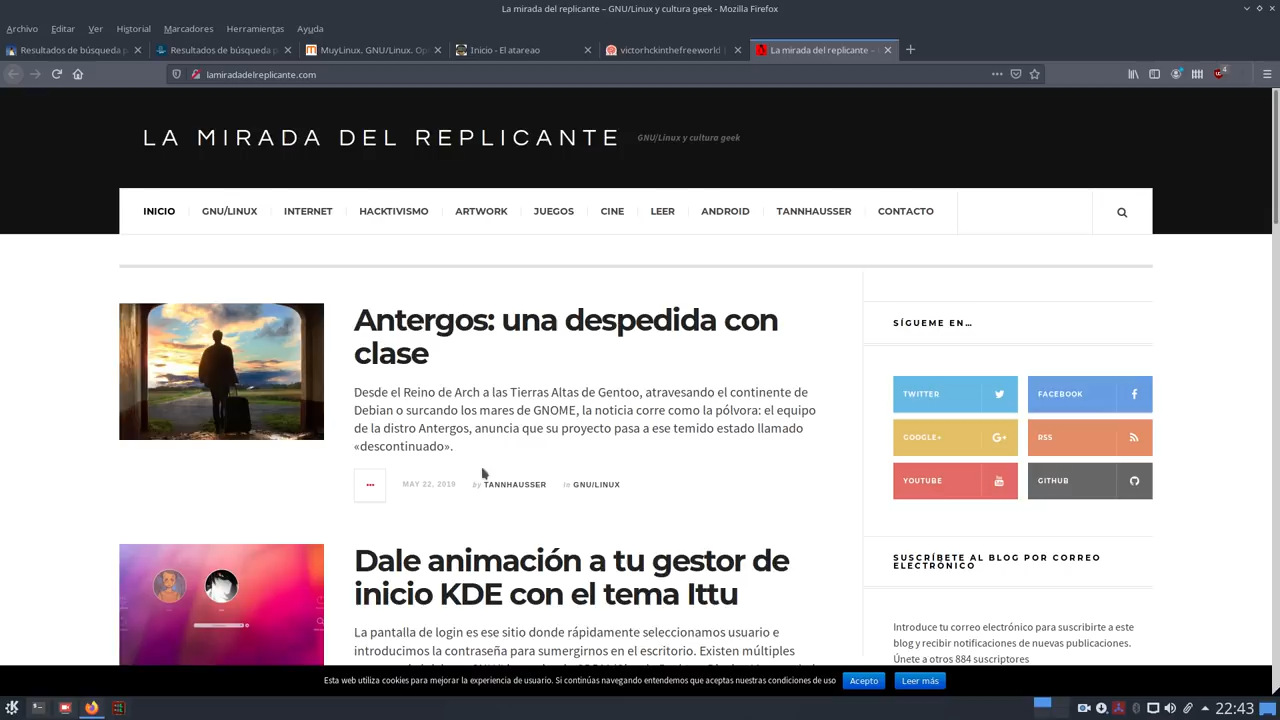 La mirada del replicante – GNU/Linux y cultura geek - Mozilla Firefox
Archivo Editar Ver Historial Marcadores Herramientas Ayuda
Resultados de búsqueda p
Resultados de búsqueda p
MuyLinux. GNU/Linux. Op
Inicio - El atareao
victorhckinthefreeworld
La mirada del replicante –
lamiradadelreplicante.com
4
LA MIRADA DEL REPLICANTE
GNU/Linux y cultura geek
INICIO GNU/LINUX INTERNET HACKTIVISMO ARTWORK JUEGOS CINE LEER ANDROID TANNHAUSSER CONTACTO
Antergos: una despedida con
clase
Desde el Reino de Arch a las Tierras Altas de Gentoo, atravesando el continente de
Debian o surcando los mares de GNOME, la noticia corre como la pólvora: el equipo
de la distro Antergos, anuncia que su proyecto pasa a ese temido estado llamado
«descontinuado».
MAY 22, 2019 by TANNHAUSSER In GNU/LINUX
Dale animación a tu gestor de
inicio KDE con el tema Ittu
La pantalla de login es ese sitio donde rápidamente seleccionamos usuario e
introducimos la contraseña para sumergirnos en el escritorio. Existen múltiples
SÍGUEME EN…
TWITTER
FACEBOOK
GOOGLE+
RSS
YOUTUBE
GITHUB
SUSCRÍBETE AL BLOG POR CORREO
ELECTRÓNICO
Introduce tu correo electrónico para suscribirte a este
blog y recibir notificaciones de nuevas publicaciones.
Únete a otros 884 suscriptores
Esta web utiliza cookies para mejorar la experiencia de usuario. Si continúas navegando entendemos que aceptas nuestras condiciones de uso
Acepto
Leer más
22:43